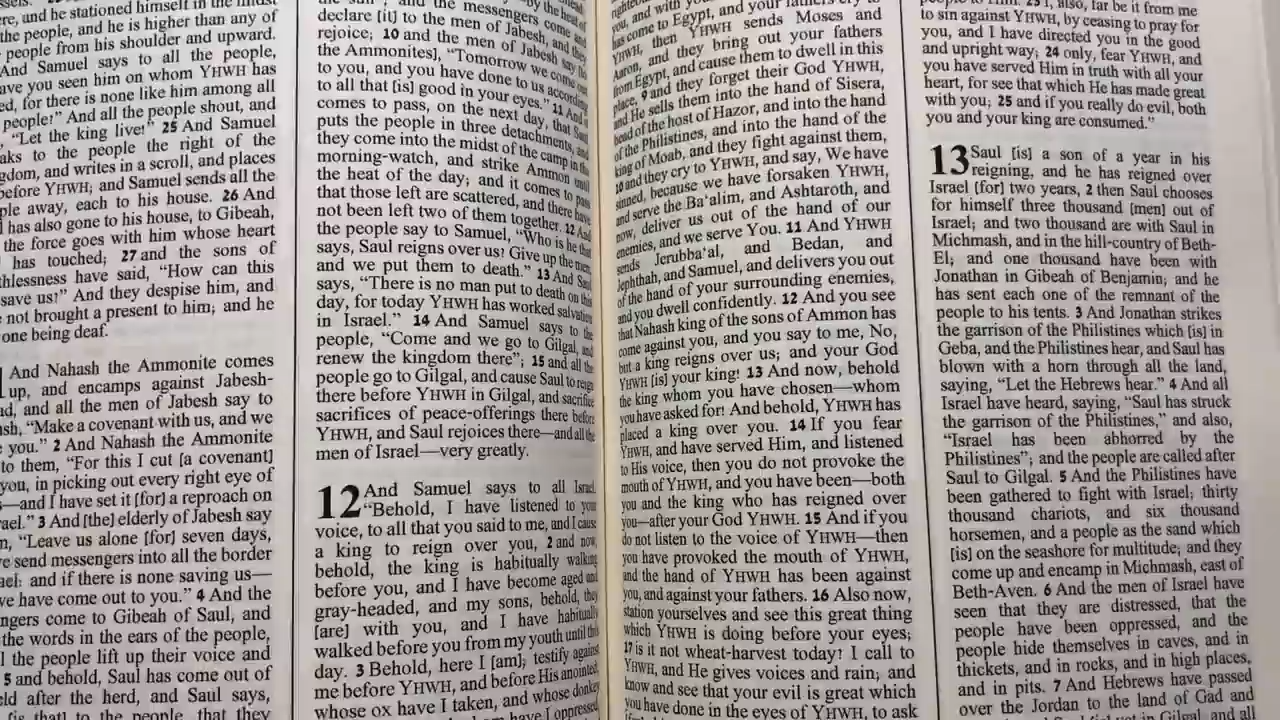 re, and he stationed himself in the midst
the people, and he is higher than any of
people from his shoulder and upward.
And Samuel says to all the people,
ave you seen him on whom YHWH has
ed, for there is none like him among all
people?" And all the people shout, and
"Let the king live!" 25 And Samuel
aks to the people the right of the
gdom, and writes in a scroll, and places
before YHWH; and Samuel sends all the
ple away, each to his house. 26 And
l has also gone to his house, to Gibeah,
the force goes with him whose heart
has touched; 27 and the sons of
thlessness have said, "How can this
save us?" And they despise him, and
not brought a present to him; and he
one being deaf.
And Nahash the Ammonite comes
up, and encamps against Jabesh-
ad, and all the men of Jabesh say to
ash, "Make a covenant with us, and we
e you." 2 And Nahash the Ammonite
to them, "For this I cut [a covenant]
you, in picking out every right eye of
s—and I have set it [for] a reproach on
rael." 3 And [the] elderly of Jabesh say
m, "Leave us alone [for] seven days,
e send messengers into all the border
ael: and if there is none saving us—
ve have come out to you." 4 And the
ngers come to Gibeah of Saul, and
the words in the ears of the people,
l the people lift up their voice and
5 and behold, Saul has come out of
eld after the herd, and Saul says,
is that] to the people, that they
and the messengers come by the heat of
declare [it] to the men of Jabesh, and they
rejoice; 10 and the men of Jabesh say [to
the Ammonites], "Tomorrow we come out
to you, and you have done to us according
to all that [is] good in your eyes." 11 And it
comes to pass, on the next day, that Saul
puts the people in three detachments, and
they come into the midst of the camp in the
morning-watch, and strike Ammon until
the heat of the day; and it comes to pass
that those left are scattered, and there have
not been left two of them together. 12 And
the people say to Samuel, "Who is he that
says, Saul reigns over us! Give up the men,
and we put them to death." 13 And Saul
says, "There is no man put to death on this
day, for today YHWH has worked salvation
in Israel." 14 And Samuel says to the
people, "Come and we go to Gilgal, and
renew the kingdom there"; 15 and all the
people go to Gilgal, and cause Saul to reign
there before YHWH in Gilgal, and sacrifice
sacrifices of peace-offerings there before
YHWH, and Saul rejoices there—and all the
men of Israel—very greatly.
12 And Samuel says to all Israel,
"Behold, I have listened to your
voice, to all that you said to me, and I cause
a king to reign over you, 2 and now,
behold, the king is habitually walking
before you, and I have become aged and
gray-headed, and my sons, behold, they
[are] with you, and I have habitually
walked before you from my youth until this
day. 3 Behold, here I [am]; testify against
me before YHWH, and before His anointed,
whose ox have I taken, and whose donkey
have I oppressed
you, and with your
has come to Egypt, and your fathers cry to
YHWH, then YHWH sends Moses and
Aaron, and they bring out your fathers
from Egypt, and cause them to dwell in this
place, 9 and they forget their God YHWH,
and He sells them into the hand of Sisera,
head of the host of Hazor, and into the hand
of the Philistines, and into the hand of the
king of Moab, and they fight against them,
10 and they cry to YHWH, and say, We have
sinned, because we have forsaken YHWH,
and serve the Ba'alim, and Ashtaroth, and
now, deliver us out of the hand of our
enemies, and we serve You. 11 And YHWH
sends Jerubba'al, and Bedan, and
Jephthah, and Samuel, and delivers you out
of the hand of your surrounding enemies,
and you dwell confidently. 12 And you see
that Nahash king of the sons of Ammon has
come against you, and you say to me, No,
but a king reigns over us; and your God
YHWH [is] your king! 13 And now, behold
the king whom you have chosen—whom
you have asked for! And behold, YHWH has
placed a king over you. 14 If you fear
YHWH, and have served Him, and listened
to His voice, then you do not provoke the
mouth of YHWH, and you have been—both
you and the king who has reigned over
you—after your God YHWH. 15 And if you
do not listen to the voice of YHWH—then
you have provoked the mouth of YHWH,
and the hand of YHWH has been against
you, and against your fathers. 16 Also now,
station yourselves and see this great thing
which YHWH is doing before your eyes;
17 is it not wheat-harvest today? I call to
YHWH, and He gives voices and rain; and
know and see that your evil is great which
you have done in the eyes of YHWH, to ask
people to Him. 23 I, also, far be it from me
to sin against YHWH, by ceasing to pray for
you, and I have directed you in the good
and upright way; 24 only, fear YHWH, and
you have served Him in truth with all your
heart, for see that which He has made great
with you; 25 and if you really do evil, both
you and your king are consumed."
13 Saul [is] a son of a year in his
reigning, and he has reigned over
Israel [for] two years, 2 then Saul chooses
for himself three thousand [men] out of
Israel; and two thousand are with Saul in
Michmash, and in the hill-country of Beth-
El; and one thousand have been with
Jonathan in Gibeah of Benjamin; and he
has sent each one of the remnant of the
people to his tents. 3 And Jonathan strikes
the garrison of the Philistines which [is] in
Geba, and the Philistines hear, and Saul has
blown with a horn through all the land,
saying, "Let the Hebrews hear." 4 And all
Israel have heard, saying, "Saul has struck
the garrison of the Philistines," and also,
"Israel has been abhorred by the
Philistines"; and the people are called after
Saul to Gilgal. 5 And the Philistines have
been gathered to fight with Israel; thirty
thousand chariots, and six thousand
horsemen, and a people as the sand which
[is] on the seashore for multitude; and they
come up and encamp in Michmash, east of
Beth-Aven. 6 And the men of Israel have
seen that they are distressed, that the
people have been oppressed, and the
people hide themselves in caves, and in
thickets, and in rocks, and in high places,
and in pits. 7 And Hebrews have passed
over the Jordan to the land of Gad and